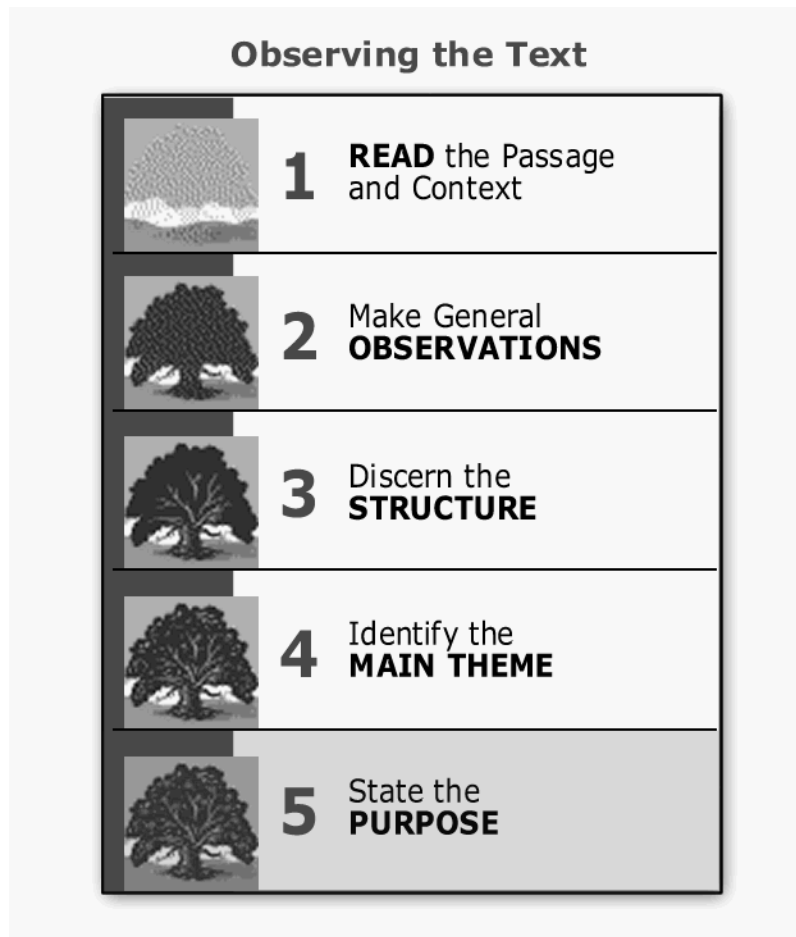 Observing the Text
1
READ the Passage
and Context
2
Make General
OBSERVATIONS
3
Discern the
STRUCTURE
4
Identify the
MAIN THEME
5
State the
PURPOSE